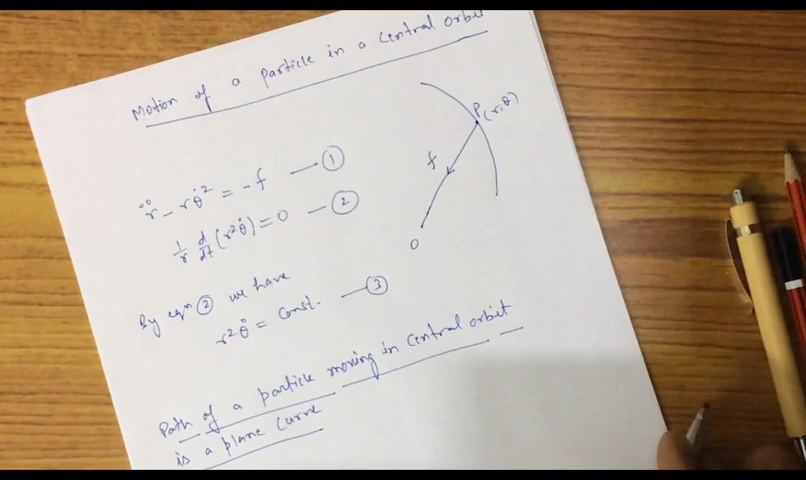 Motion of a particle in a central orbit
P(r,θ)
f
O
r̈ - rθ̇² = -f — ①
1/r d/dt (r²θ̇) = 0 — ②
By eqⁿ ② we have
r²θ̇ = const. — ③
Path of a particle moving in central orbit
is a plane curve